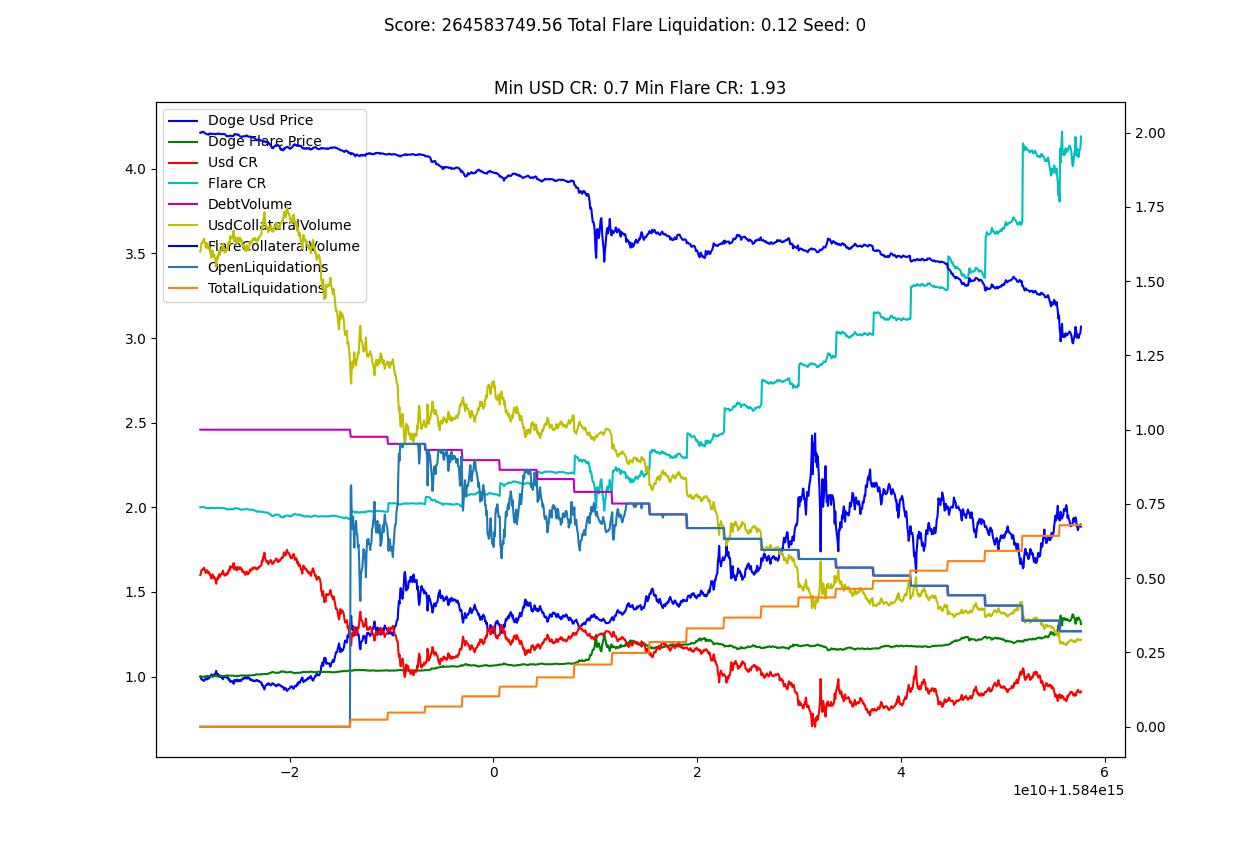 Score: 264583749.56 Total Flare Liquidation: 0.12 Seed: 0
Min USD CR: 0.7 Min Flare CR: 1.93
Doge Usd Price
Doge Flare Price
Usd CR
Flare CR
DebtVolume
UsdCollateralVolume
FlareCollateralVolume
OpenLiquidations
TotalLiquidations
4.0
3.5
3.0
2.5
2.0
1.5
1.0
2.00
1.75
1.50
1.25
1.00
0.75
0.50
0.25
0.00
−2 0 2 4 6
1e10+1.584e15